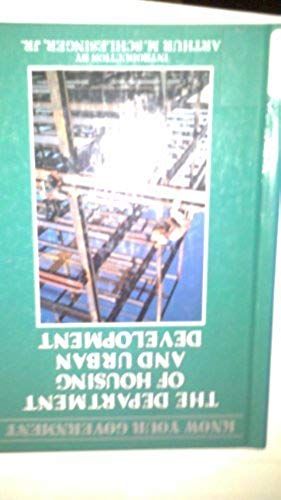 KNOW YOUR GOVERNMENT
THE DEPARTMENT
OF HOUSING
AND URBAN
DEVELOPMENT
INTRODUCTION BY
ARTHUR M. SCHLESINGER, JR.